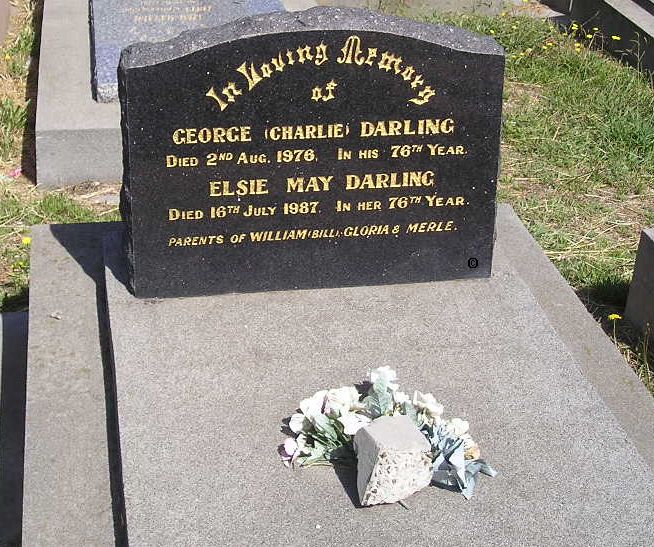 In Loving Memory
of
GEORGE (CHARLIE) DARLING
DIED 2ND AUG. 1976. IN HIS 76TH YEAR.
ELSIE MAY DARLING
DIED 16TH JULY 1987. IN HER 76TH YEAR.
PARENTS OF WILLIAM (BILL), GLORIA & MERLE.